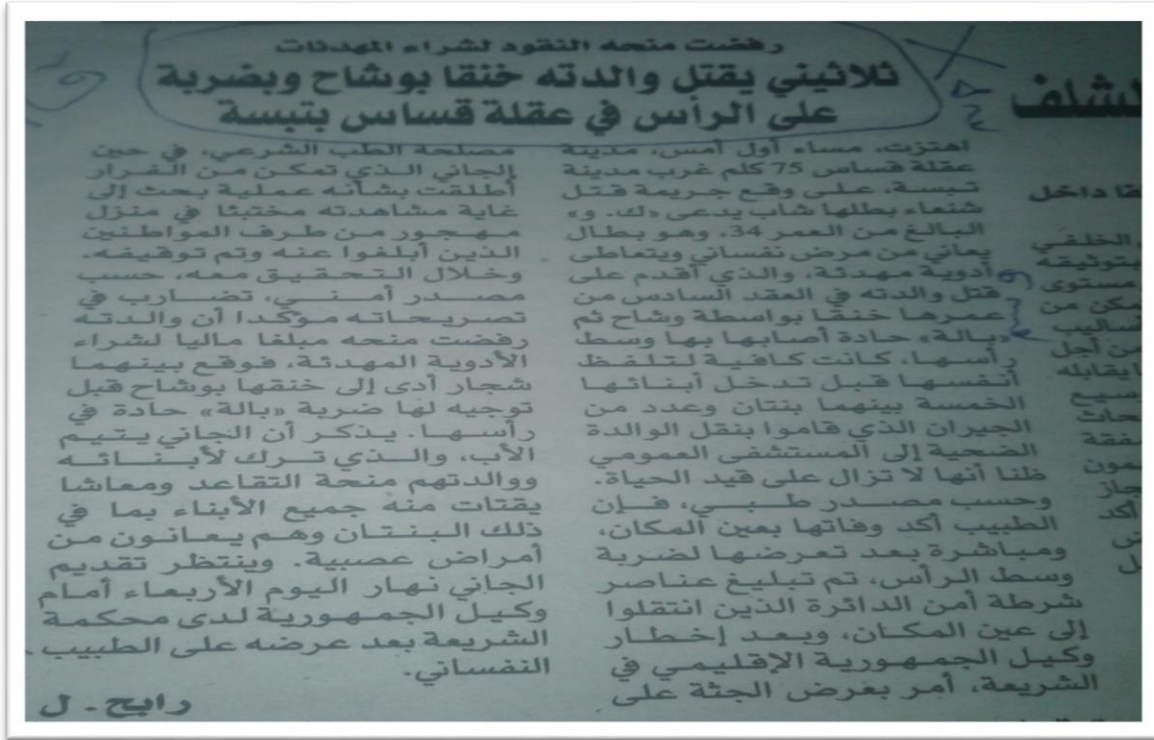 رفضت منحه النقود لشراء المهدئات
ثلاثيني يقتل والدته خنقا بوشاح وبضربة
على الرأس في عقلة قساس بتبسة
اهتزت، مساء أول أمس، مدينة
عقلة قساس 75 كلم غرب مدينة
تبسة، على وقع جريمة قتل
شنعاء بطلها شاب يدعى «ك. و»
البالغ من العمر 34، وهو بطال
يعاني من مرض نفساني ويتعاطى
أدوية مهدئة، والذي أقدم على
قتل والدته في العقد السادس من
عمرها خنقا بواسطة وشاح ثم
«بالة» حادة أصابها بها وسط
رأسها، كانت كافية لتلفظ
أنفسها قبل تدخل أبنائها
الخمسة بينهما بنتان وعدد من
الجيران الذي قاموا بنقل الوالدة
الضحية إلى المستشفى العمومي
ظنا أنها لا تزال على قيد الحياة.
وحسب مصدر طبي، فإن
الطبيب أكد وفاتها بعين المكان،
ومباشرة بعد تعرضها لضربة
وسط الرأس، تم تبليغ عناصر
شرطة أمن الدائرة الذين انتقلوا
إلى عين المكان، وبعد إخطار
وكيل الجمهورية الإقليمي في
الشريعة، أمر بعرض الجثة على
مصلحة الطب الشرعي، في حين
الجاني الذي تمكن من الفرار
أطلقت بشأنه عملية بحث إلى
غاية مشاهدته مختبئا في منزل
مهجور من طرف المواطنين
الذين أبلغوا عنه وتم توقيفه.
وخلال التحقيق معه، حسب
مصدر أمني، تضارب في
تصريحاته مؤكدا أن والدته
رفضت منحه مبلغا ماليا لشراء
الأدوية المهدئة، فوقع بينهما
شجار أدى إلى خنقها بوشاح قبل
توجيه لها ضربة «بالة» حادة في
رأسها. يذكر أن الجاني يتيم
الأب، والذي ترك لأبنائه
ووالدتهم منحة التقاعد ومعاشا
يقتات منه جميع الأبناء بما في
ذلك البنتان وهم يعانون من
أمراض عصبية. وينتظر تقديم
الجاني نهار اليوم الأربعاء أمام
وكيل الجمهورية لدى محكمة
الشريعة بعد عرضه على الطبيب
النفساني.
رابح . ل
الشلف
داخل
الخلفي
بتوثيقه
مستوى
من أجل